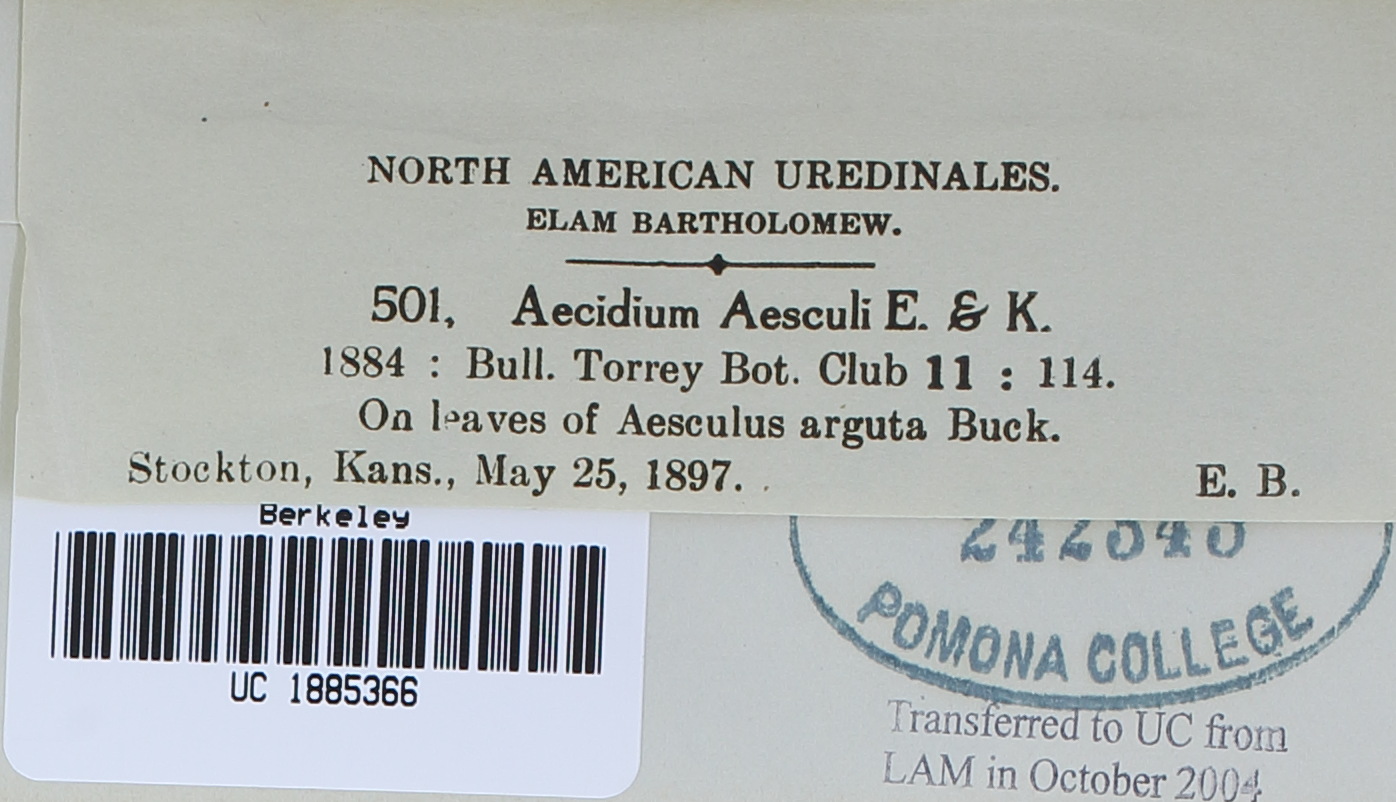 NORTH AMERICAN UREDINALES.
ELAM BARTHOLOMEW.
501, Aecidium Aesculi E. & K.
1884 : Bull. Torrey Bot. Club 11 : 114.
On leaves of Aesculus arguta Buck.
Stockton, Kans., May 25, 1897.
E. B.
Berkeley
UC 1885366
POMONA COLLEGE
Transferred to UC from
LAM in October 2004